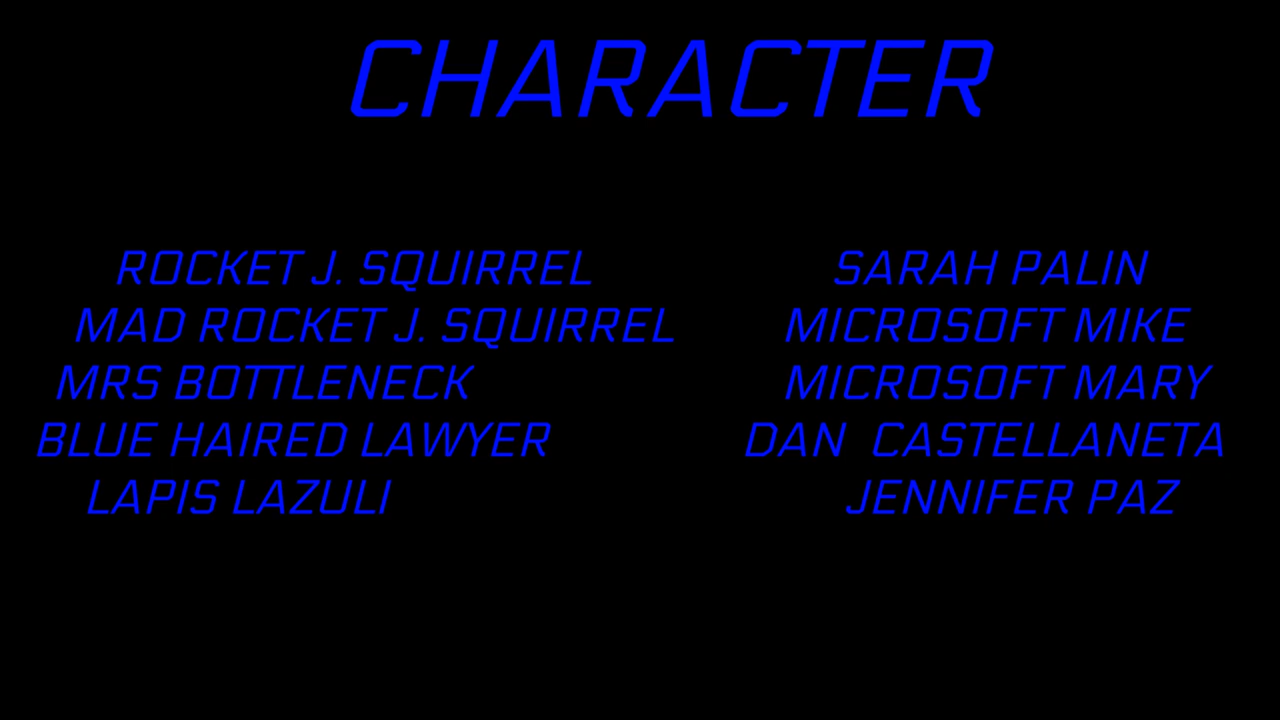 CHARACTER
ROCKET J. SQUIRREL SARAH PALIN
MAD ROCKET J. SQUIRREL MICROSOFT MIKE
MRS BOTTLENECK MICROSOFT MARY
BLUE HAIRED LAWYER DAN CASTELLANETA
LAPIS LAZULI JENNIFER PAZ